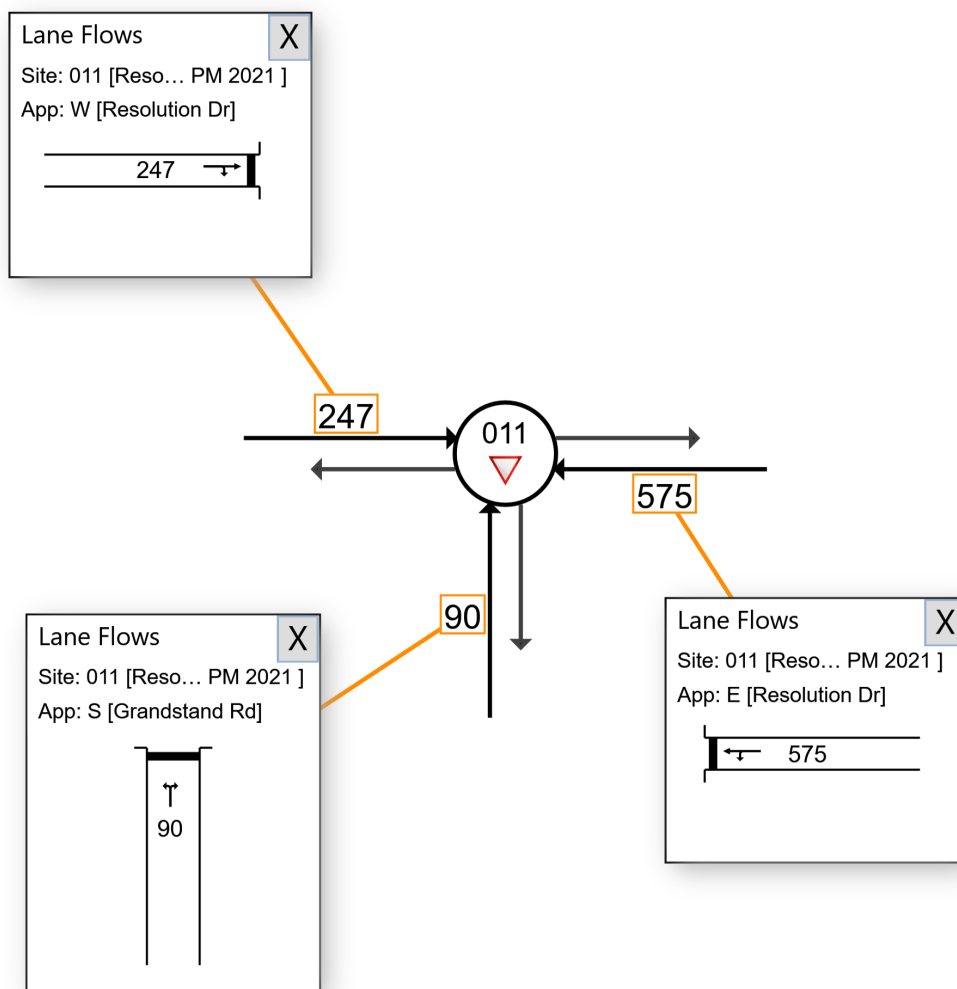 Lane Flows X
Site: 011 [Reso... PM 2021 ]
App: W [Resolution Dr]
247
247
011
575
90
Lane Flows X
Site: 011 [Reso... PM 2021 ]
App: S [Grandstand Rd]
90
Lane Flows X
Site: 011 [Reso... PM 2021 ]
App: E [Resolution Dr]
575